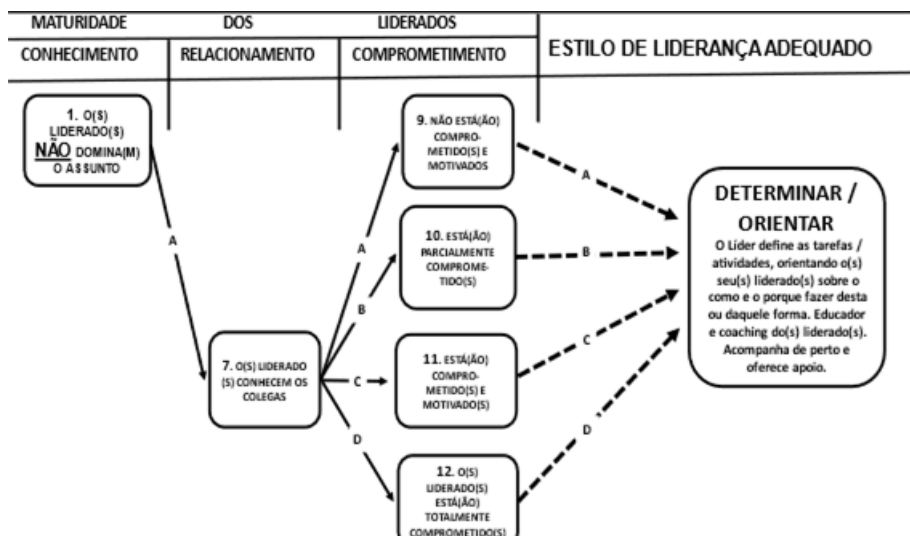 MATURIDADE DOS LIDERADOS
CONHECIMENTO RELACIONAMENTO COMPROMETIMENTO ESTILO DE LIDERANÇA ADEQUADO
1. O(S)
LIDERADO(S)
NÃO DOMINA(M)
O ASSUNTO
A
7. O(S) LIDERADO
(S) CONHECEM OS
COLEGAS
A
B
C
D
9. NÃO ESTÁ(ÃO)
COMPRO-
METIDO(S) E
MOTIVADOS
10. ESTÁ(ÃO)
PARCIALMENTE
COMPROME-
TIDO(S)
11. ESTÁ(ÃO)
COMPRO-
METIDO(S) E
MOTIVADO(S)
12. O(S)
LIDERADO(S)
ESTÁ(ÃO)
TOTALMENTE
COMPROMETIDO(S)
A
B
C
D
DETERMINAR /
ORIENTAR
O Líder define as tarefas /
atividades, orientando o(s)
seu(s) liderado(s) sobre o
como e o porque fazer desta
ou daquele forma. Educador
e coaching do(s) liderado(s).
Acompanha de perto e
oferece apoio.